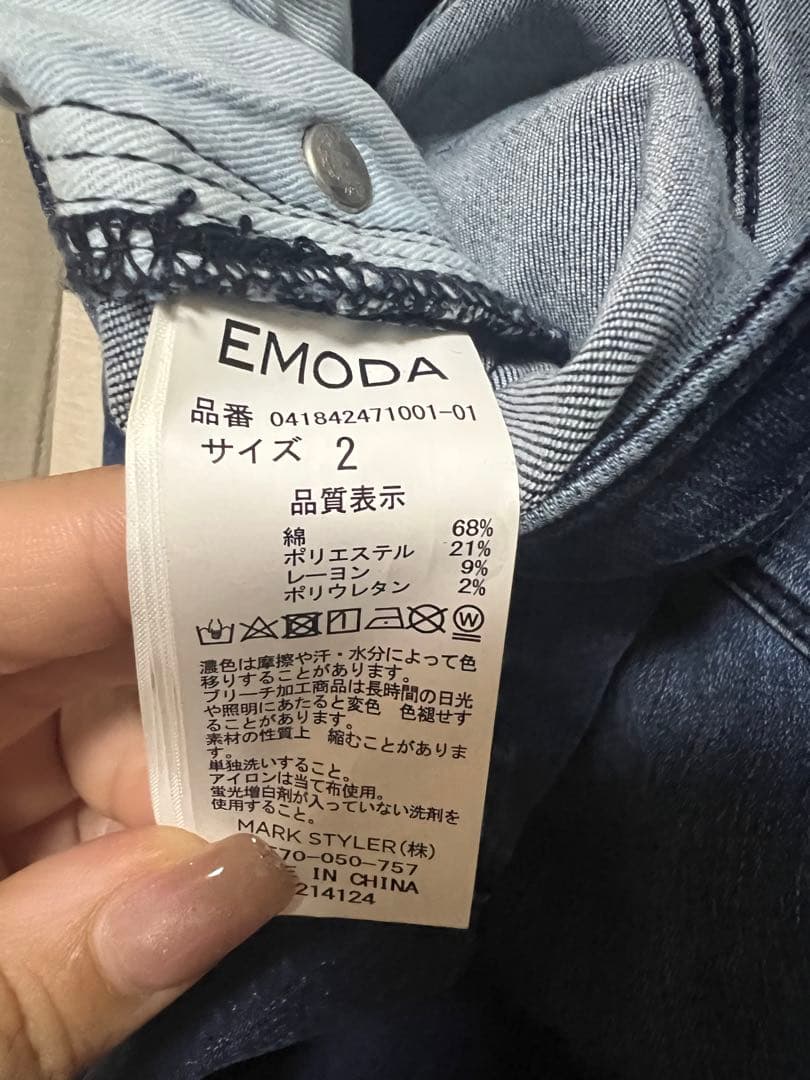 EMODA
品番 041842471001-01
サイズ 2
品質表示
綿 68%
ポリエステル 21%
レーヨン 9%
ポリウレタン 2%
W
濃色は摩擦や汗・水分によって色
移りすることがあります。
ブリーチ加工商品は長時間の日光
や照明にあたると変色 色褪せす
ることがあります。
素材の性質上 縮むことがありま
す。
単独洗いすること。
アイロンは当て布使用。
蛍光増白剤が入っていない洗剤を
使用すること。
MARK STYLER(株)
570-050-757
IN CHINA
214124